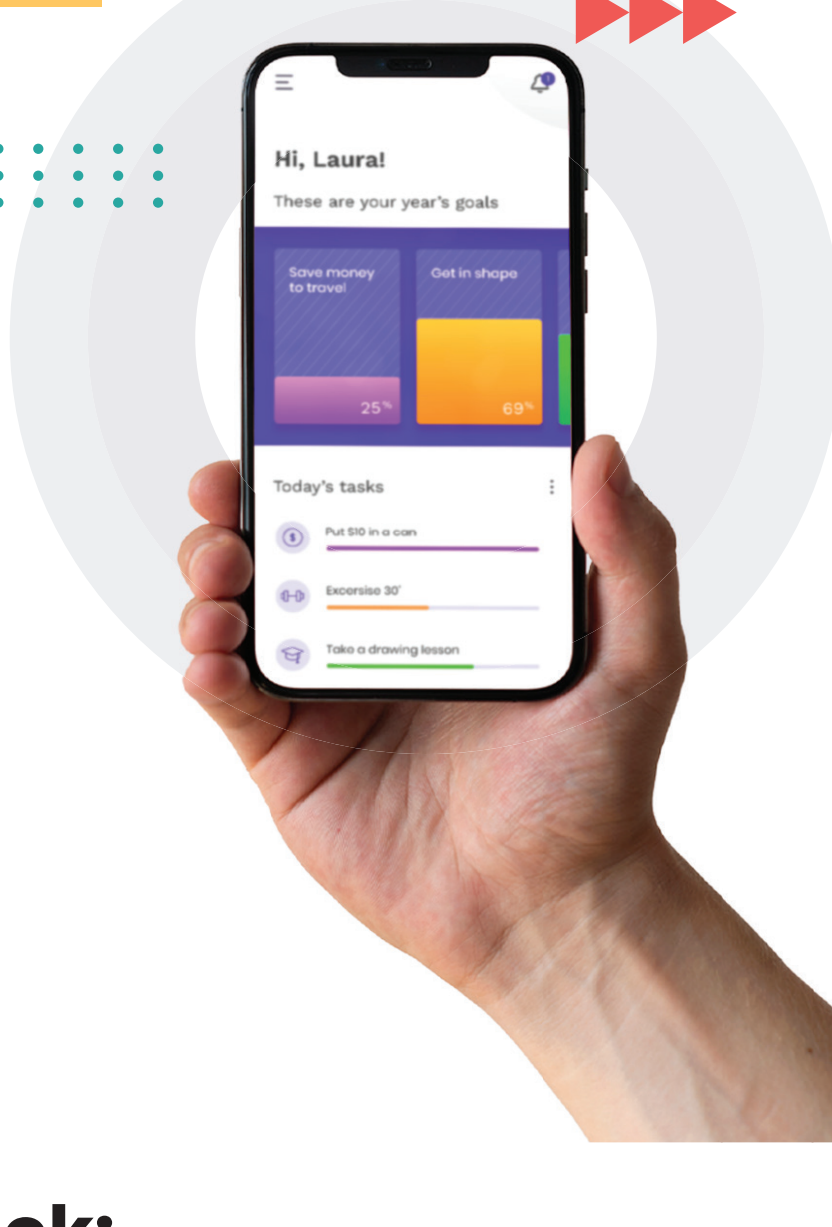 Hi, Laura!
These are your year's goals
Save money
to travel
Get in shape
25%
69%
Today's tasks
Put $10 in a can
Excersise 30'
Take a drawing lesson